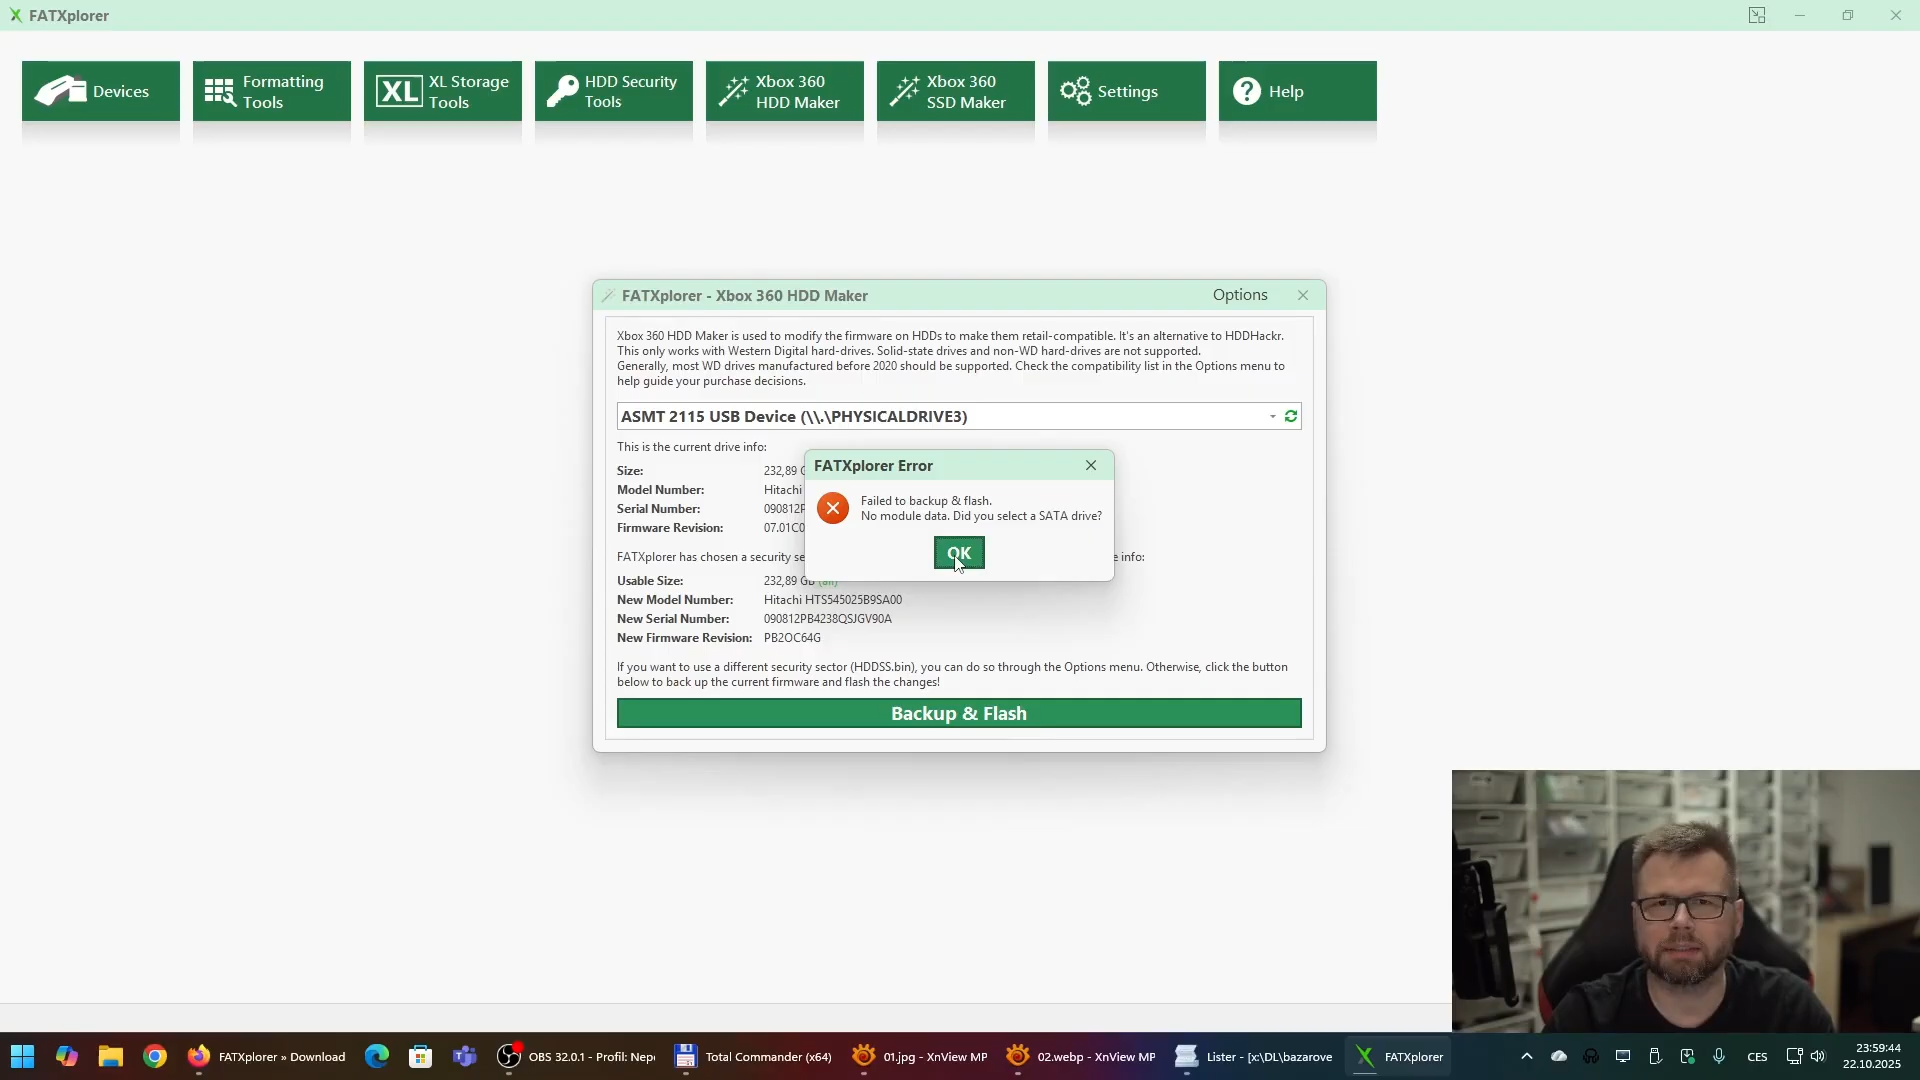 FATXplorer
Devices
Formatting
Tools
XL
XL Storage
Tools
HDD Security
Tools
Xbox 360
HDD Maker
Xbox 360
SSD Maker
Settings
?
Help
FATXplorer - Xbox 360 HDD Maker
Options
Xbox 360 HDD Maker is used to modify the firmware on HDDs to make them retail-compatible. It's an alternative to HDDHackr.
This only works with Western Digital hard-drives. Solid-state drives and non-WD hard-drives are not supported.
Generally, most WD drives manufactured before 2020 should be supported. Check the compatibility list in the Options menu to
help guide your purchase decisions.
ASMT 2115 USB Device (\\.\PHYSICALDRIVE3)
This is the current drive info:
Size: 232,89 G
Model Number: Hitachi
Serial Number: 090812P
Firmware Revision: 07.01C0
FATXplorer Error
Failed to backup & flash.
No module data. Did you select a SATA drive?
OK
FATXplorer has chosen a security se
e info:
Usable Size: 232,89 GB (all)
New Model Number: Hitachi HTS545025B9SA00
New Serial Number: 090812PB4238QSJGV90A
New Firmware Revision: PB2OC64G
If you want to use a different security sector (HDDSS.bin), you can do so through the Options menu. Otherwise, click the button
below to back up the current firmware and flash the changes!
Backup & Flash
FATXplorer » Download
OBS 32.0.1 - Profil: Nep
Total Commander (x64)
01.jpg - XnView MP
02.webp - XnView MP
Lister - [x:\DL\bazarove
FATXplorer
CES
23:59:44
22.10.2025